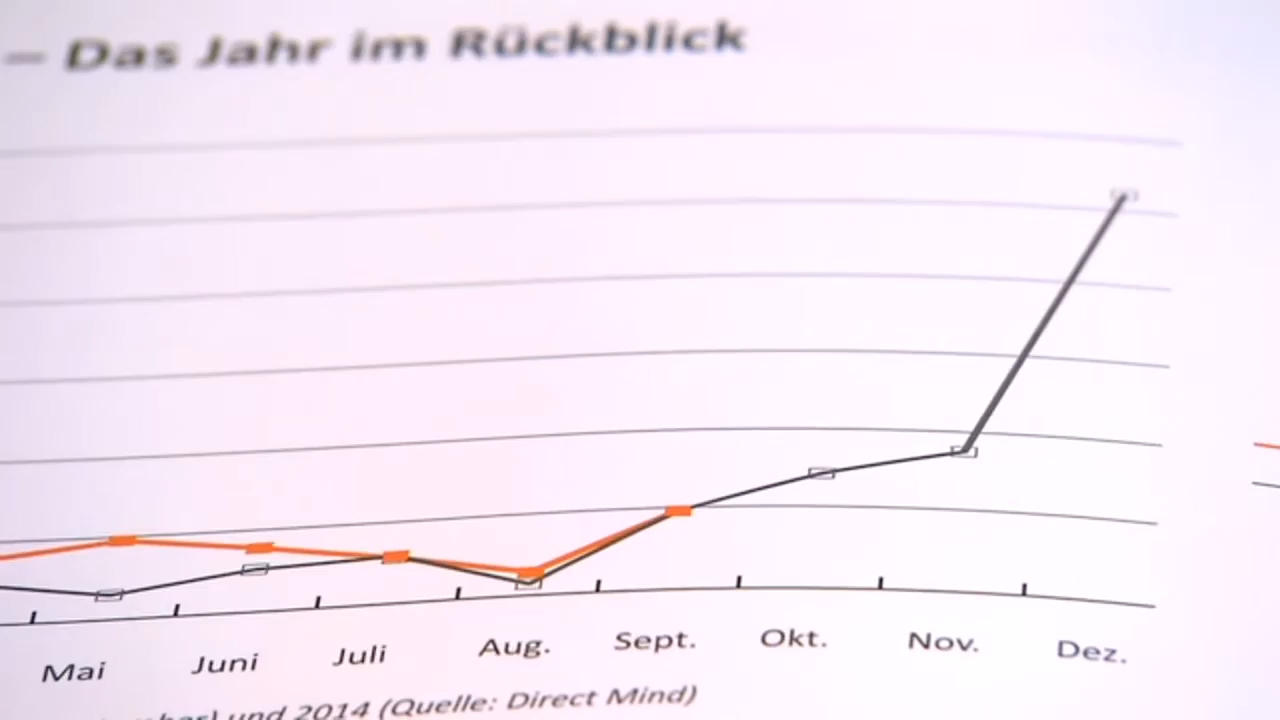 – Das Jahr im Rückblick
Mai Juni Juli Aug. Sept. Okt. Nov. Dez.
und 2014 (Quelle: Direct Mind)